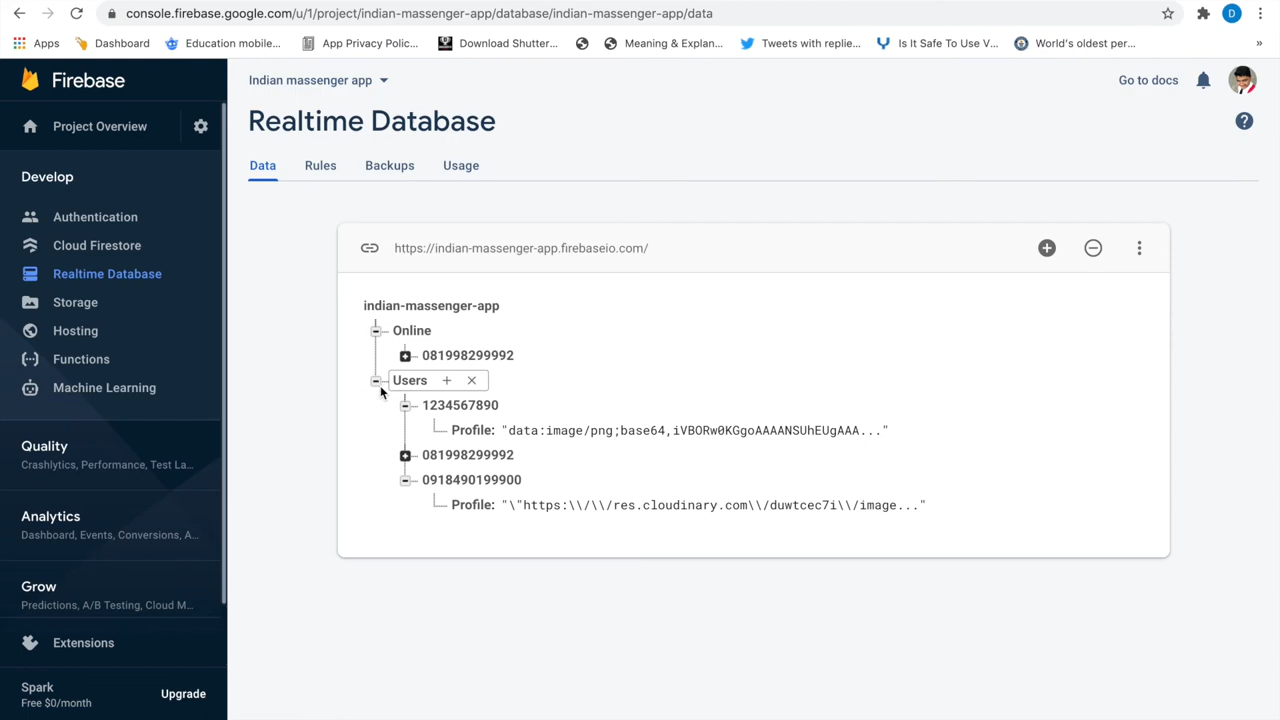 console.firebase.google.com/u/1/project/indian-massenger-app/database/indian-massenger-app/data
D
Apps
Dashboard
Education mobile...
App Privacy Polic...
Download Shutter...
Meaning & Explan...
Tweets with replie...
Is It Safe To Use V...
World's oldest per...
»
Firebase
Project Overview
Develop
Authentication
Cloud Firestore
Realtime Database
Storage
Hosting
Functions
Machine Learning
Quality
Crashlytics, Performance, Test La...
Analytics
Dashboard, Events, Conversions, A...
Grow
Predictions, A/B Testing, Cloud M...
Extensions
Spark
Free $0/month
Upgrade
Indian massenger app
Go to docs
Realtime Database
Data
Rules
Backups
Usage
https://indian-massenger-app.firebaseio.com/
indian-massenger-app
Online
081998299992
Users
1234567890
Profile: "data:image/png;base64,iVBORw0KGgoAAAANSUhEUgAAA..."
081998299992
0918490199900
Profile: "\"https:\\/\\/res.cloudinary.com\\/duwtcec7i\\/image..."